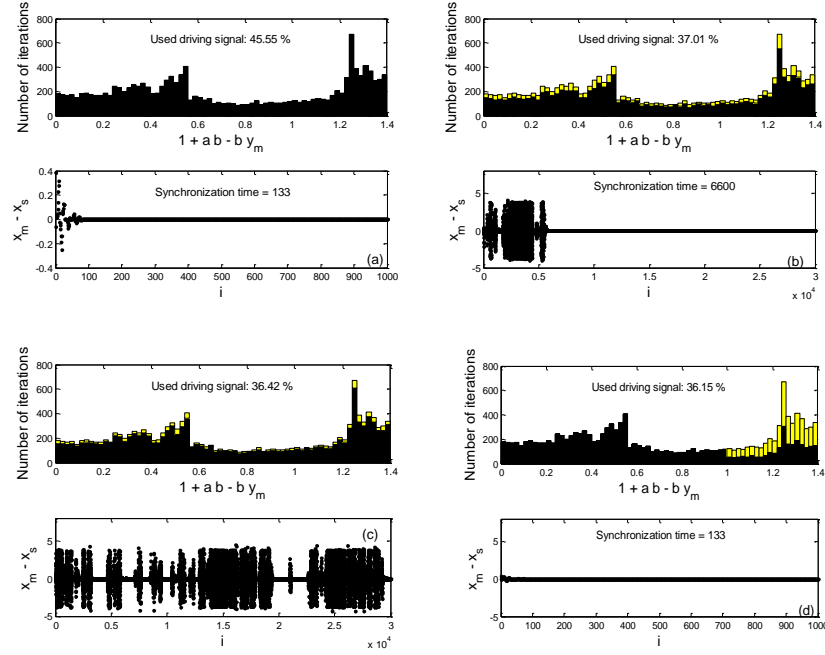 800
600
400
200
0
Number of iterations
Used driving signal: 45.55 %
0 0.2 0.4 0.6 0.8 1 1.2 1.4
1 + a b - b y_m
0.4
0.2
0
-0.2
-0.4
x_m - x_s
Synchronization time = 133
(a)
0 100 200 300 400 500 600 700 800 900 1000
i
800
600
400
200
0
Number of iterations
Used driving signal: 37.01 %
0 0.2 0.4 0.6 0.8 1 1.2 1.4
1 + a b - b y_m
5
0
-5
x_m - x_s
Synchronization time = 6600
(b)
0 0.5 1 1.5 2 2.5 3
i
x 10^4
800
600
400
200
0
Number of iterations
Used driving signal: 36.42 %
0 0.2 0.4 0.6 0.8 1 1.2 1.4
1 + a b - b y_m
5
0
-5
x_m - x_s
(c)
0 0.5 1 1.5 2 2.5 3
i
x 10^4
800
600
400
200
0
Number of iterations
Used driving signal: 36.15 %
0 0.2 0.4 0.6 0.8 1 1.2 1.4
1 + a b - b y_m
5
0
-5
x_m - x_s
Synchronization time = 133
(d)
0 100 200 300 400 500 600 700 800 900 1000
i